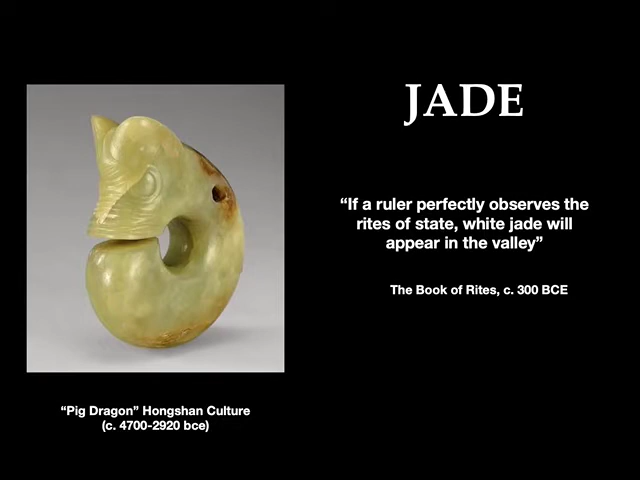 JADE
“If a ruler perfectly observes the
rites of state, white jade will
appear in the valley”
The Book of Rites, c. 300 BCE
“Pig Dragon” Hongshan Culture
(c. 4700-2920 bce)